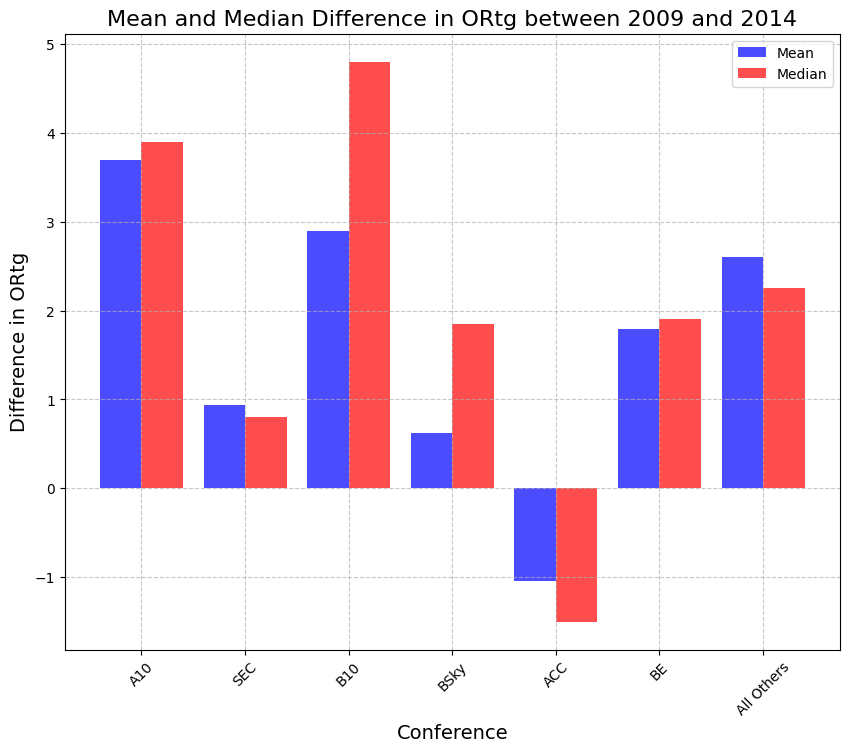 Mean and Median Difference in ORtg between 2009 and 2014
Mean
Median
Difference in ORtg
5
4
3
2
1
0
−1
A10
SEC
B10
BSky
ACC
BE
All Others
Conference